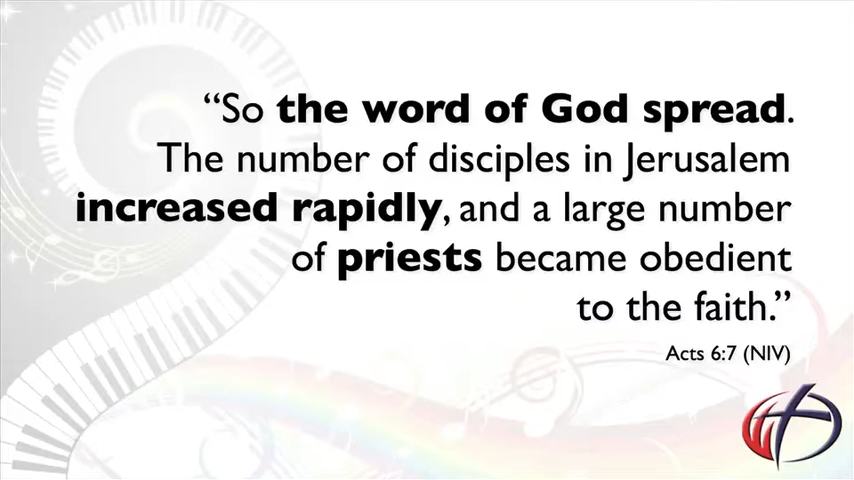 “So the word of God spread.
The number of disciples in Jerusalem
increased rapidly, and a large number
of priests became obedient
to the faith.”
Acts 6:7 (NIV)